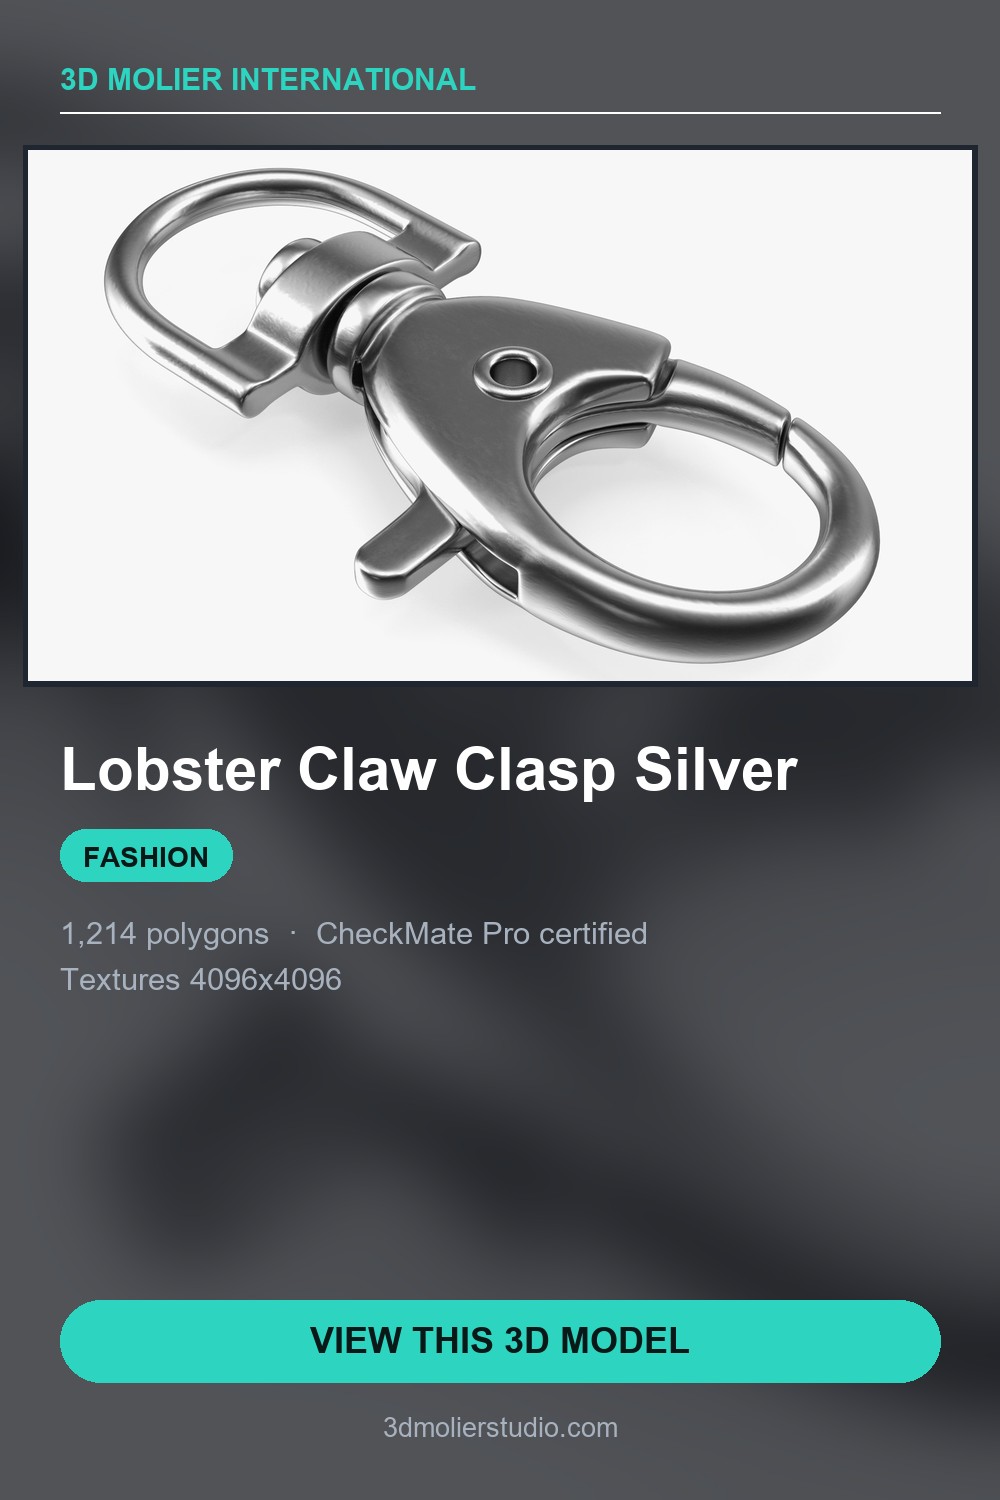 3D MOLIER INTERNATIONAL
Lobster Claw Clasp Silver
FASHION
1,214 polygons · CheckMate Pro certified
Textures 4096x4096
VIEW THIS 3D MODEL
3dmolierstudio.com